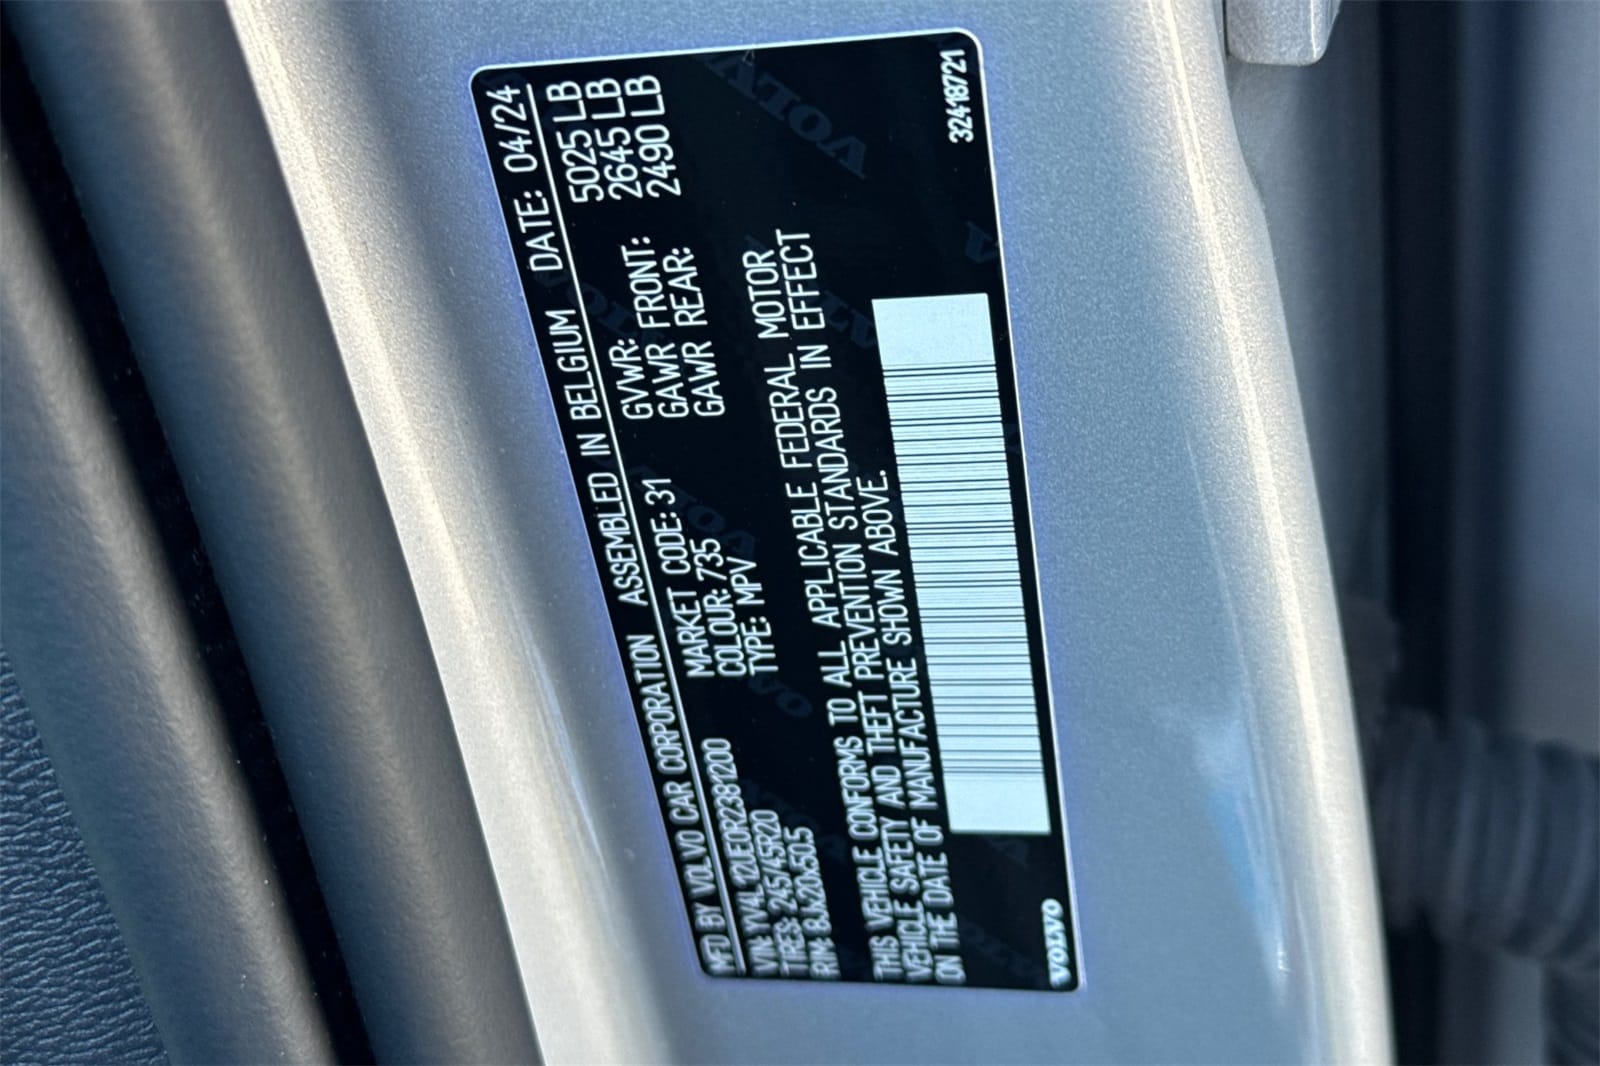 MFD BY VOLVO CAR CORPORATION ASSEMBLED IN BELGIUM DATE: 04/24
VIN: YV4L12UE0R2381200 MARKET CODE: 31 GVWR: 5025 LB
TIRES: 245/45R20 COLOUR: 735 GAWR FRONT: 2645 LB
RIM: 8Jx20x50.5 TYPE: MPV GAWR REAR: 2490 LB
THIS VEHICLE CONFORMS TO ALL APPLICABLE FEDERAL MOTOR
VEHICLE SAFETY AND THEFT PREVENTION STANDARDS IN EFFECT
ON THE DATE OF MANUFACTURE SHOWN ABOVE.
VOLVO 32418721